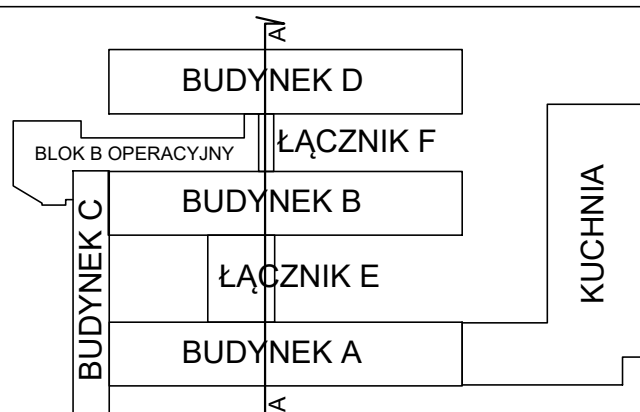 A
BUDYNEK D
ŁĄCZNIK F
BLOK B OPERACYJNY
BUDYNEK B
BUDYNEK C
KUCHNIA
ŁĄCZNIK E
BUDYNEK A
A